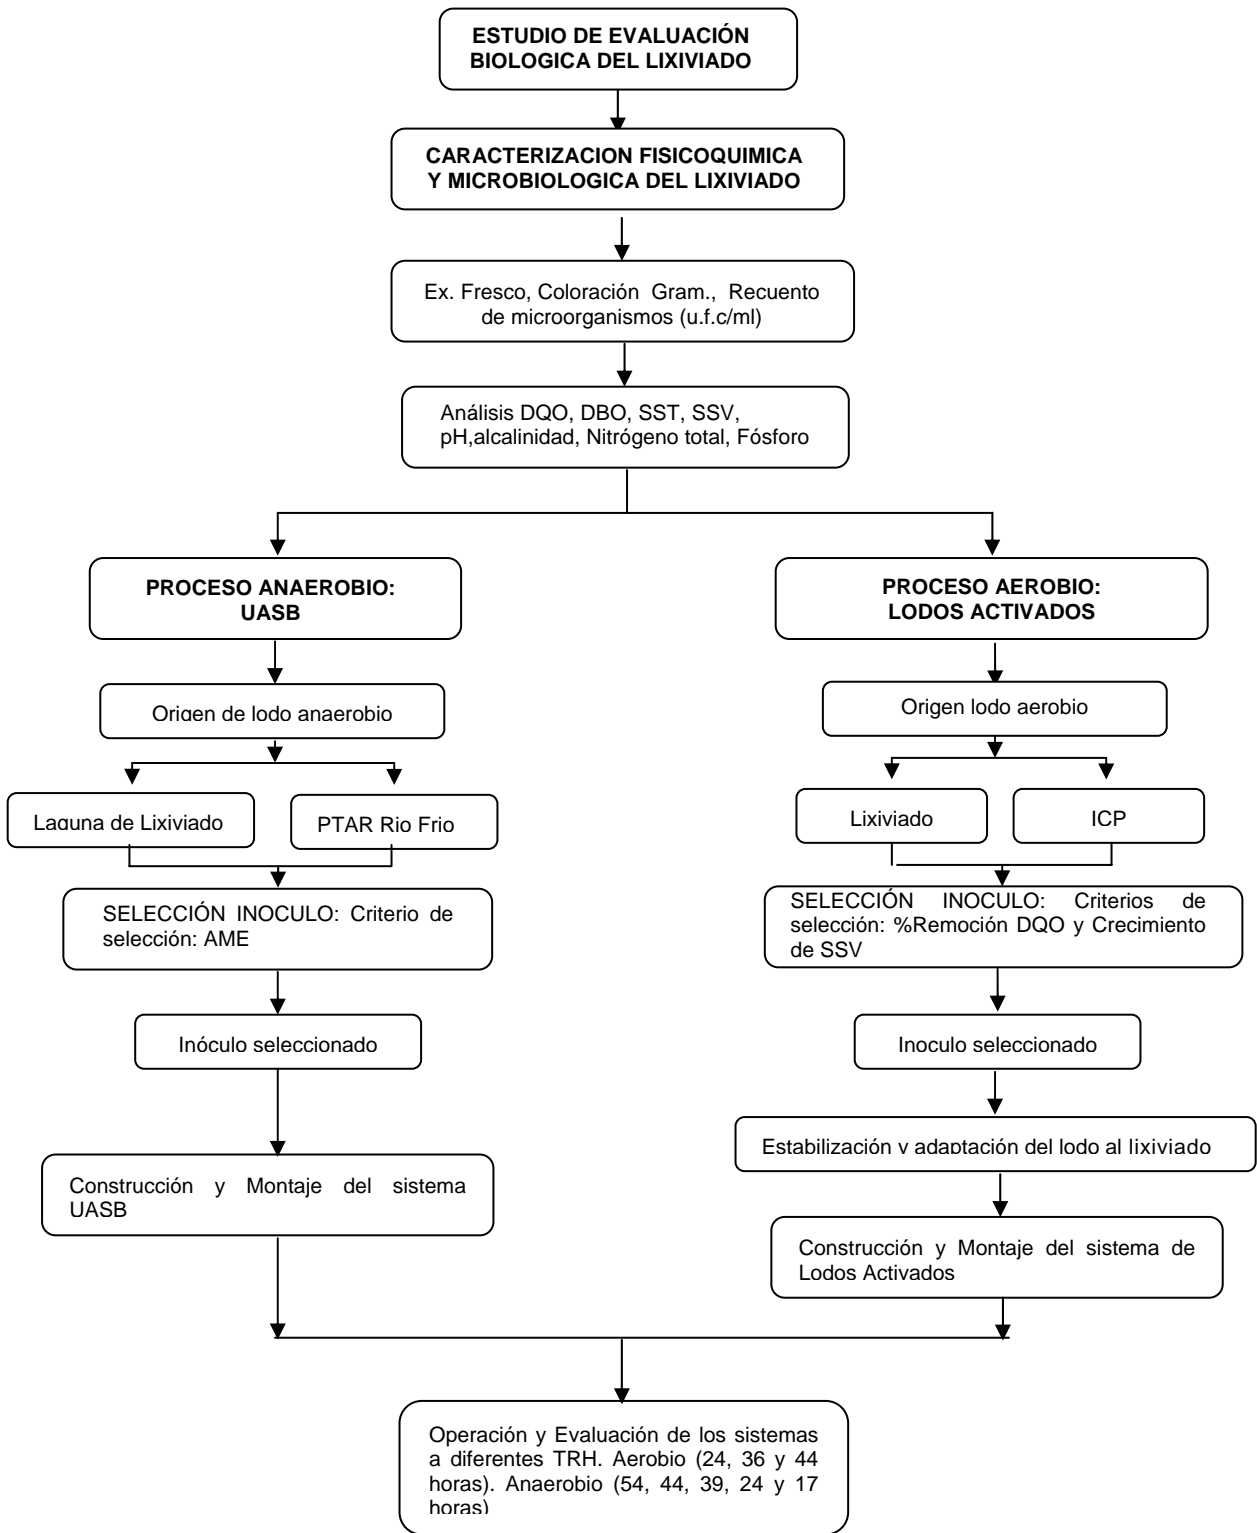 ESTUDIO DE EVALUACIÓN
BIOLOGICA DEL LIXIVIADO
CARACTERIZACION FISICOQUIMICA
Y MICROBIOLOGICA DEL LIXIVIADO
Ex. Fresco, Coloración Gram., Recuento
de microorganismos (u.f.c/ml)
Análisis DQO, DBO, SST, SSV,
pH,alcalinidad, Nitrógeno total, Fósforo
PROCESO ANAEROBIO:
UASB
Origen de lodo anaerobio
Laguna de Lixiviado
PTAR Rio Frio
SELECCIÓN INOCULO: Criterio de
selección: AME
Inóculo seleccionado
Construcción y Montaje del sistema
UASB
PROCESO AEROBIO:
LODOS ACTIVADOS
Origen lodo aerobio
Lixiviado
ICP
SELECCIÓN INOCULO: Criterios de
selección: %Remoción DQO y Crecimiento
de SSV
Inoculo seleccionado
Estabilización y adaptación del lodo al lixiviado
Construcción y Montaje del sistema de
Lodos Activados
Operación y Evaluación de los sistemas
a diferentes TRH. Aerobio (24, 36 y 44
horas). Anaerobio (54, 44, 39, 24 y 17
horas)